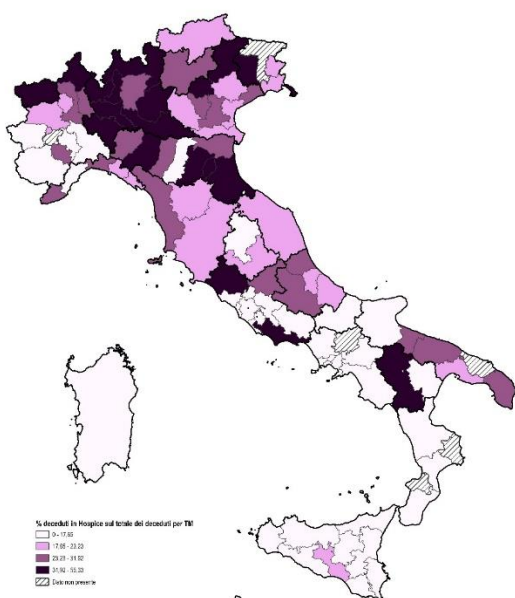 % deceduti in Hospice sul totale dei deceduti per TM
0 - 17,65
17,65 - 23,23
23,23 - 31,92
31,92 - 55,33
Dato non presente